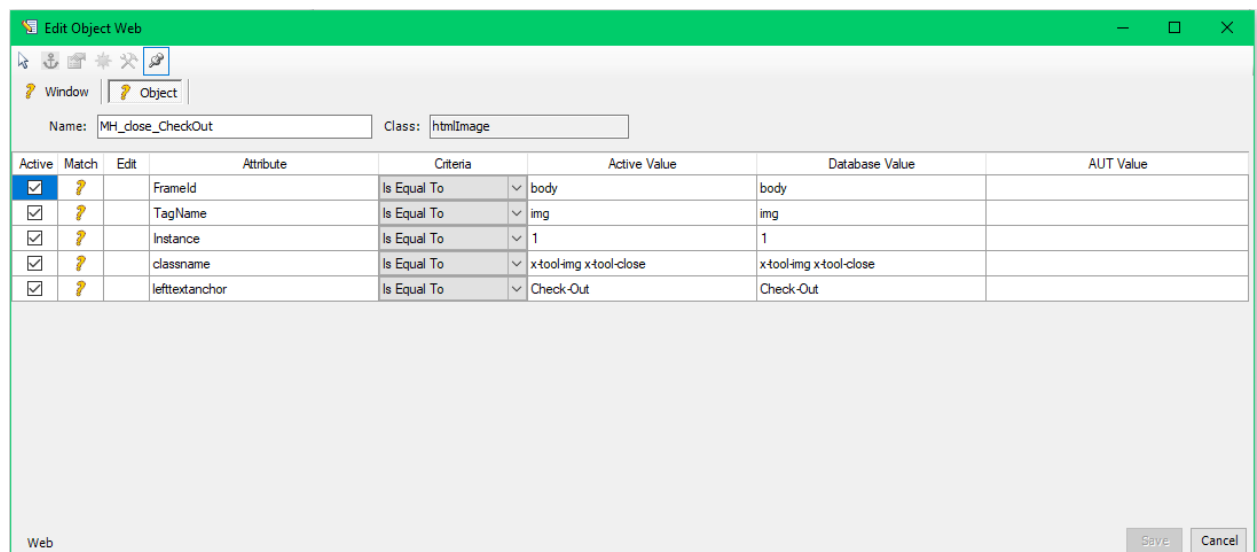 Edit Object Web
Window Object
Name: MH_close_CheckOut Class: htmlImage
Active Match Edit Attribute Criteria Active Value Database Value AUT Value
FrameId Is Equal To body body
TagName Is Equal To img img
Instance Is Equal To 1 1
classname Is Equal To x-tool-img x-tool-close x-tool-img x-tool-close
lefttextanchor Is Equal To Check-Out Check-Out
Web Save Cancel